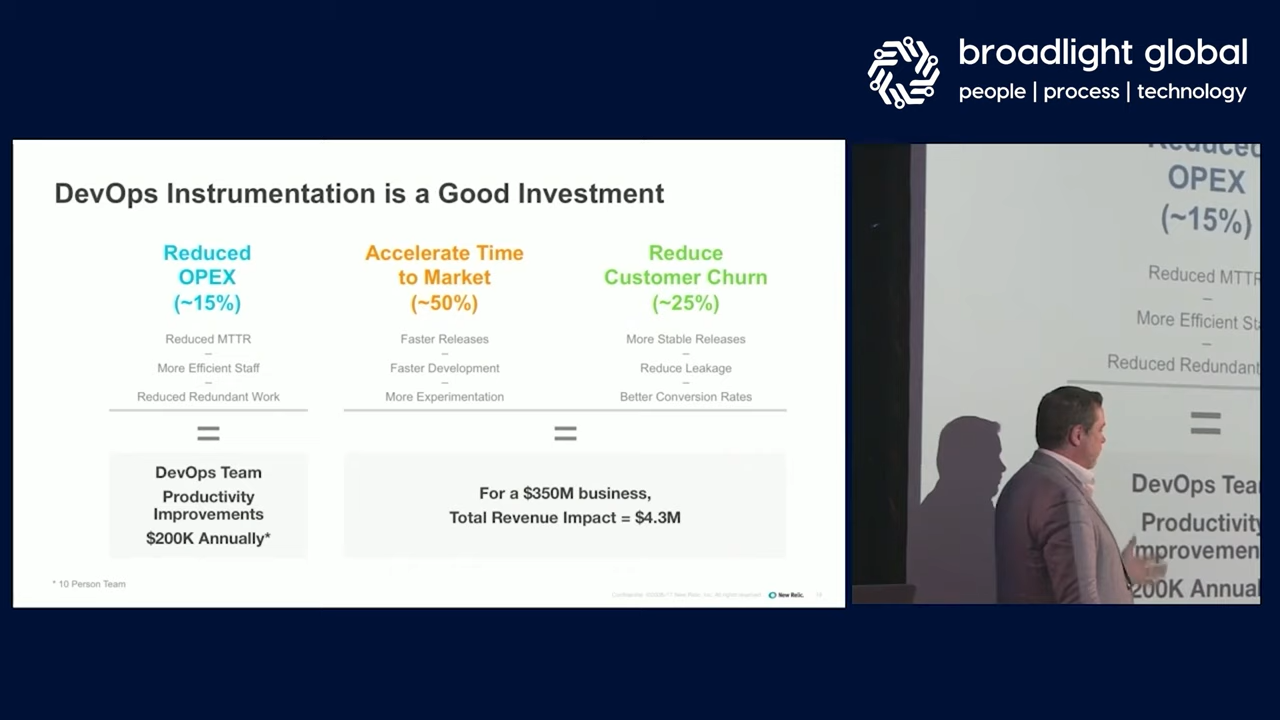 broadlight global
people | process | technology
DevOps Instrumentation is a Good Investment
Reduced
OPEX
(~15%)
Reduced MTTR
–
More Efficient Staff
–
Reduced Redundant Work
=
DevOps Team
Productivity
Improvements
$200K Annually*
Accelerate Time
to Market
(~50%)
Faster Releases
–
Faster Development
–
More Experimentation
Reduce
Customer Churn
(~25%)
More Stable Releases
–
Reduce Leakage
–
Better Conversion Rates
=
For a $350M business,
Total Revenue Impact = $4.3M
* 10 Person Team
New Relic.
Reduced
OPEX
(~15%)
Reduced MTTR
–
More Efficient Sta
–
Reduced Redundant
=
DevOps Tea
Productivity
mprovemen
200K Annual